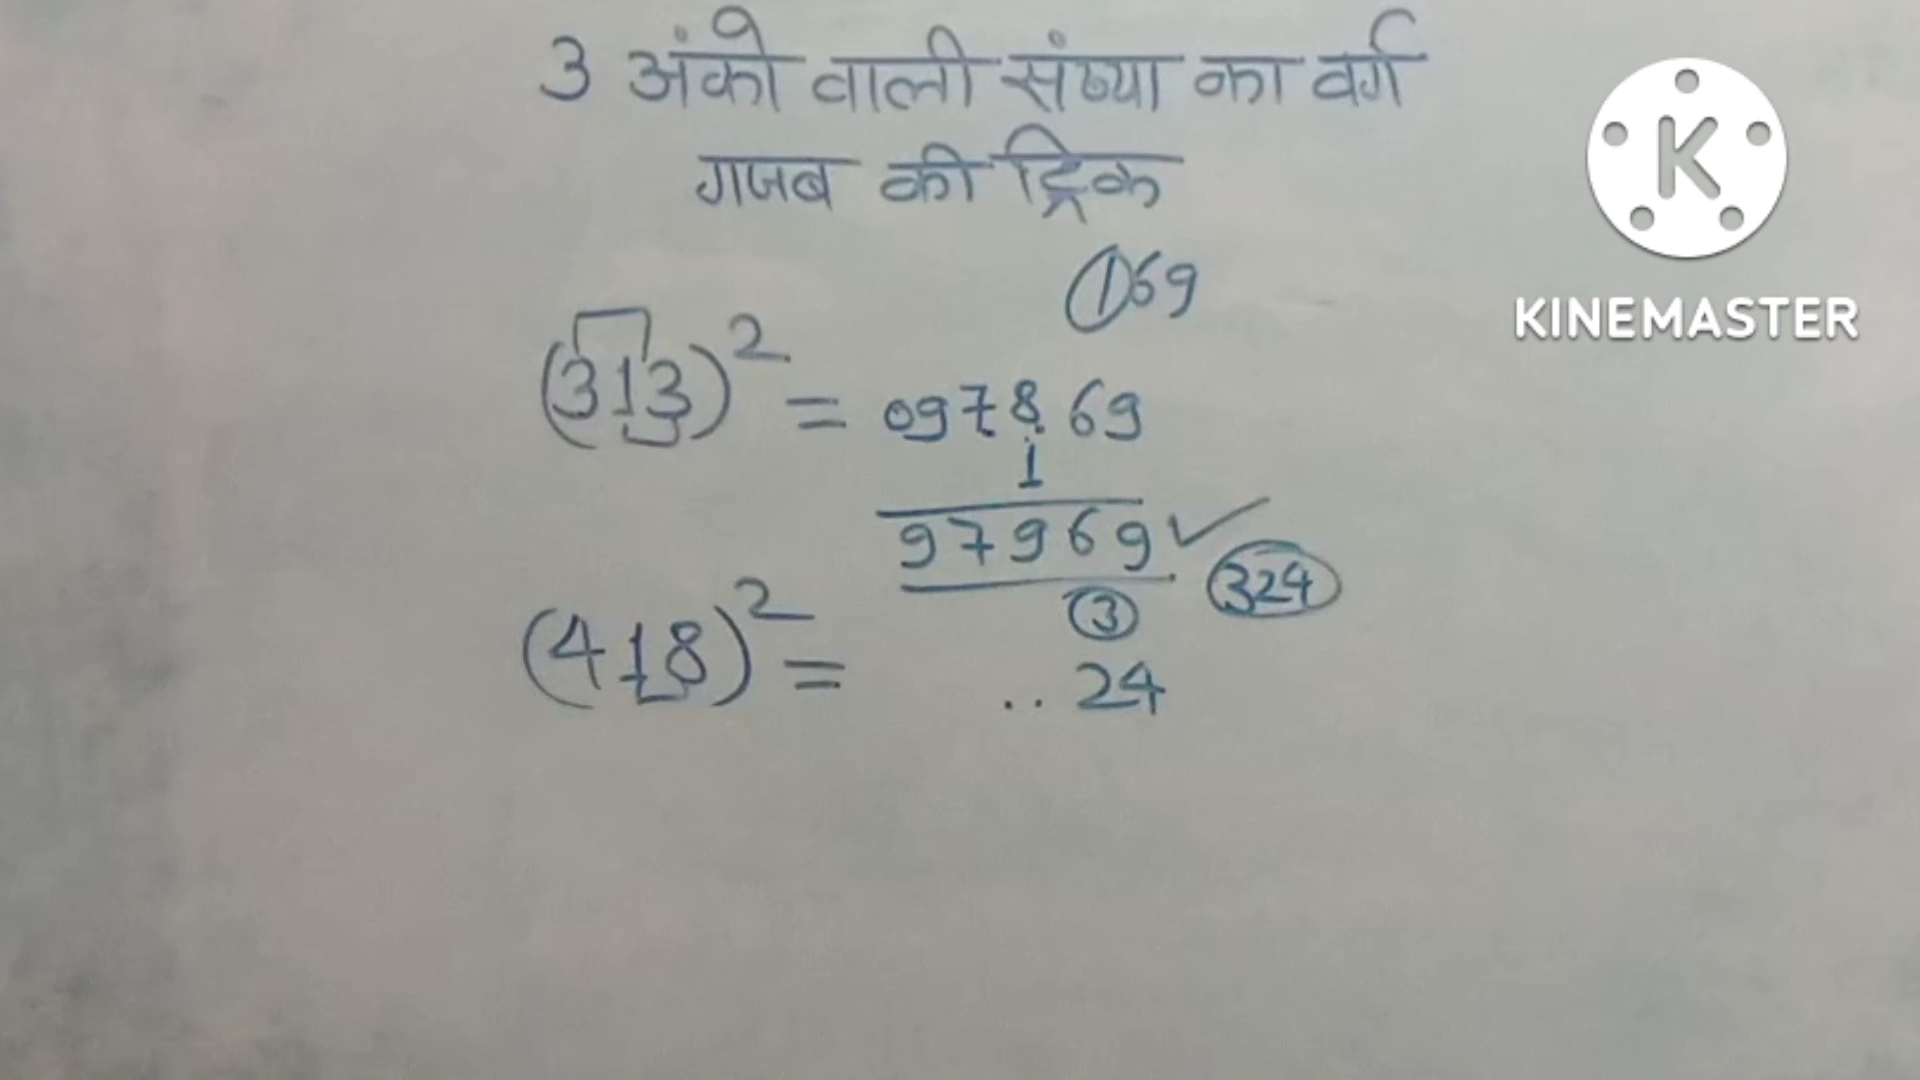 3 अंको वाली संख्या का वर्ग
गजब की ट्रिक
169
(313)² = 097869
1
97969 ✓
324
3
(418)² = .. 24
KINEMASTER